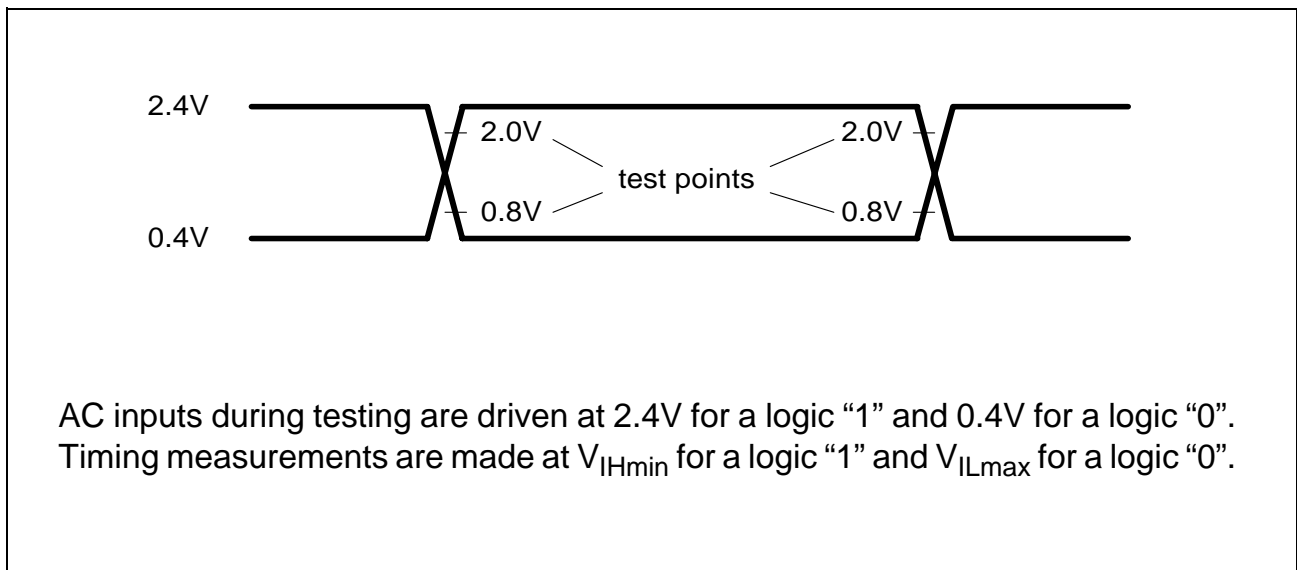 2.4V
2.0V 2.0V
test points
0.8V 0.8V
0.4V
AC inputs during testing are driven at 2.4V for a logic “1” and 0.4V for a logic “0”.
Timing measurements are made at VIHmin for a logic “1” and VILmax for a logic “0”.